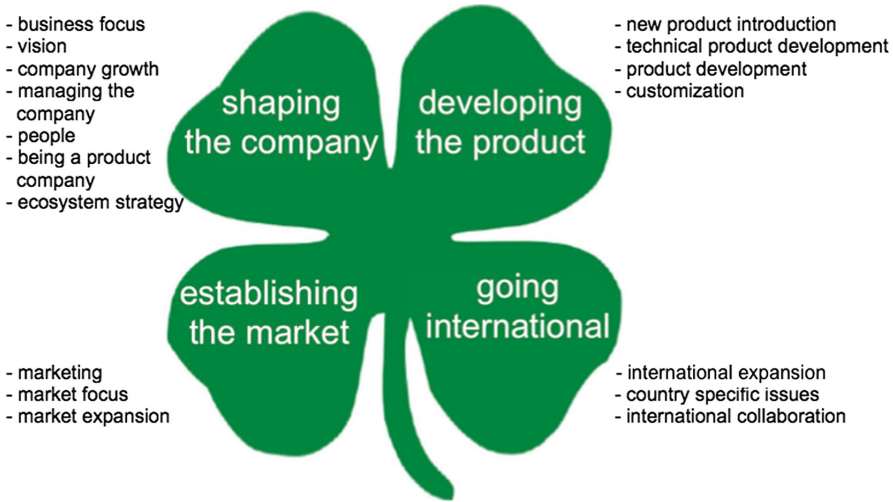 - business focus
- vision
- company growth
- managing the
company
- people
- being a product
company
- ecosystem strategy
shaping
the company
developing
the product
- new product introduction
- technical product development
- product development
- customization
establishing
the market
going
international
- marketing
- market focus
- market expansion
- international expansion
- country specific issues
- international collaboration